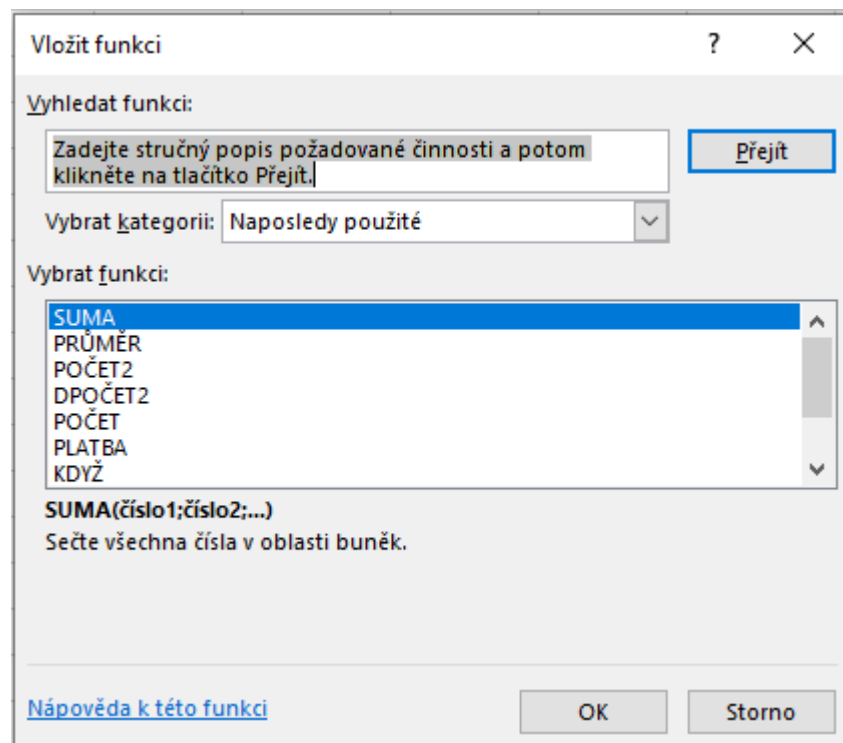 Vložit funkci ?
Vyhledat funkci:
Zadejte stručný popis požadované činnosti a potom
klikněte na tlačítko Přejít.
Přejít
Vybrat kategorii: Naposledy použité
Vybrat funkci:
SUMA
PRŮMĚR
POČET2
DPOČET2
POČET
PLATBA
KDYŽ
SUMA(číslo1;číslo2;...)
Sečte všechna čísla v oblasti buněk.
Nápověda k této funkci
OK
Storno